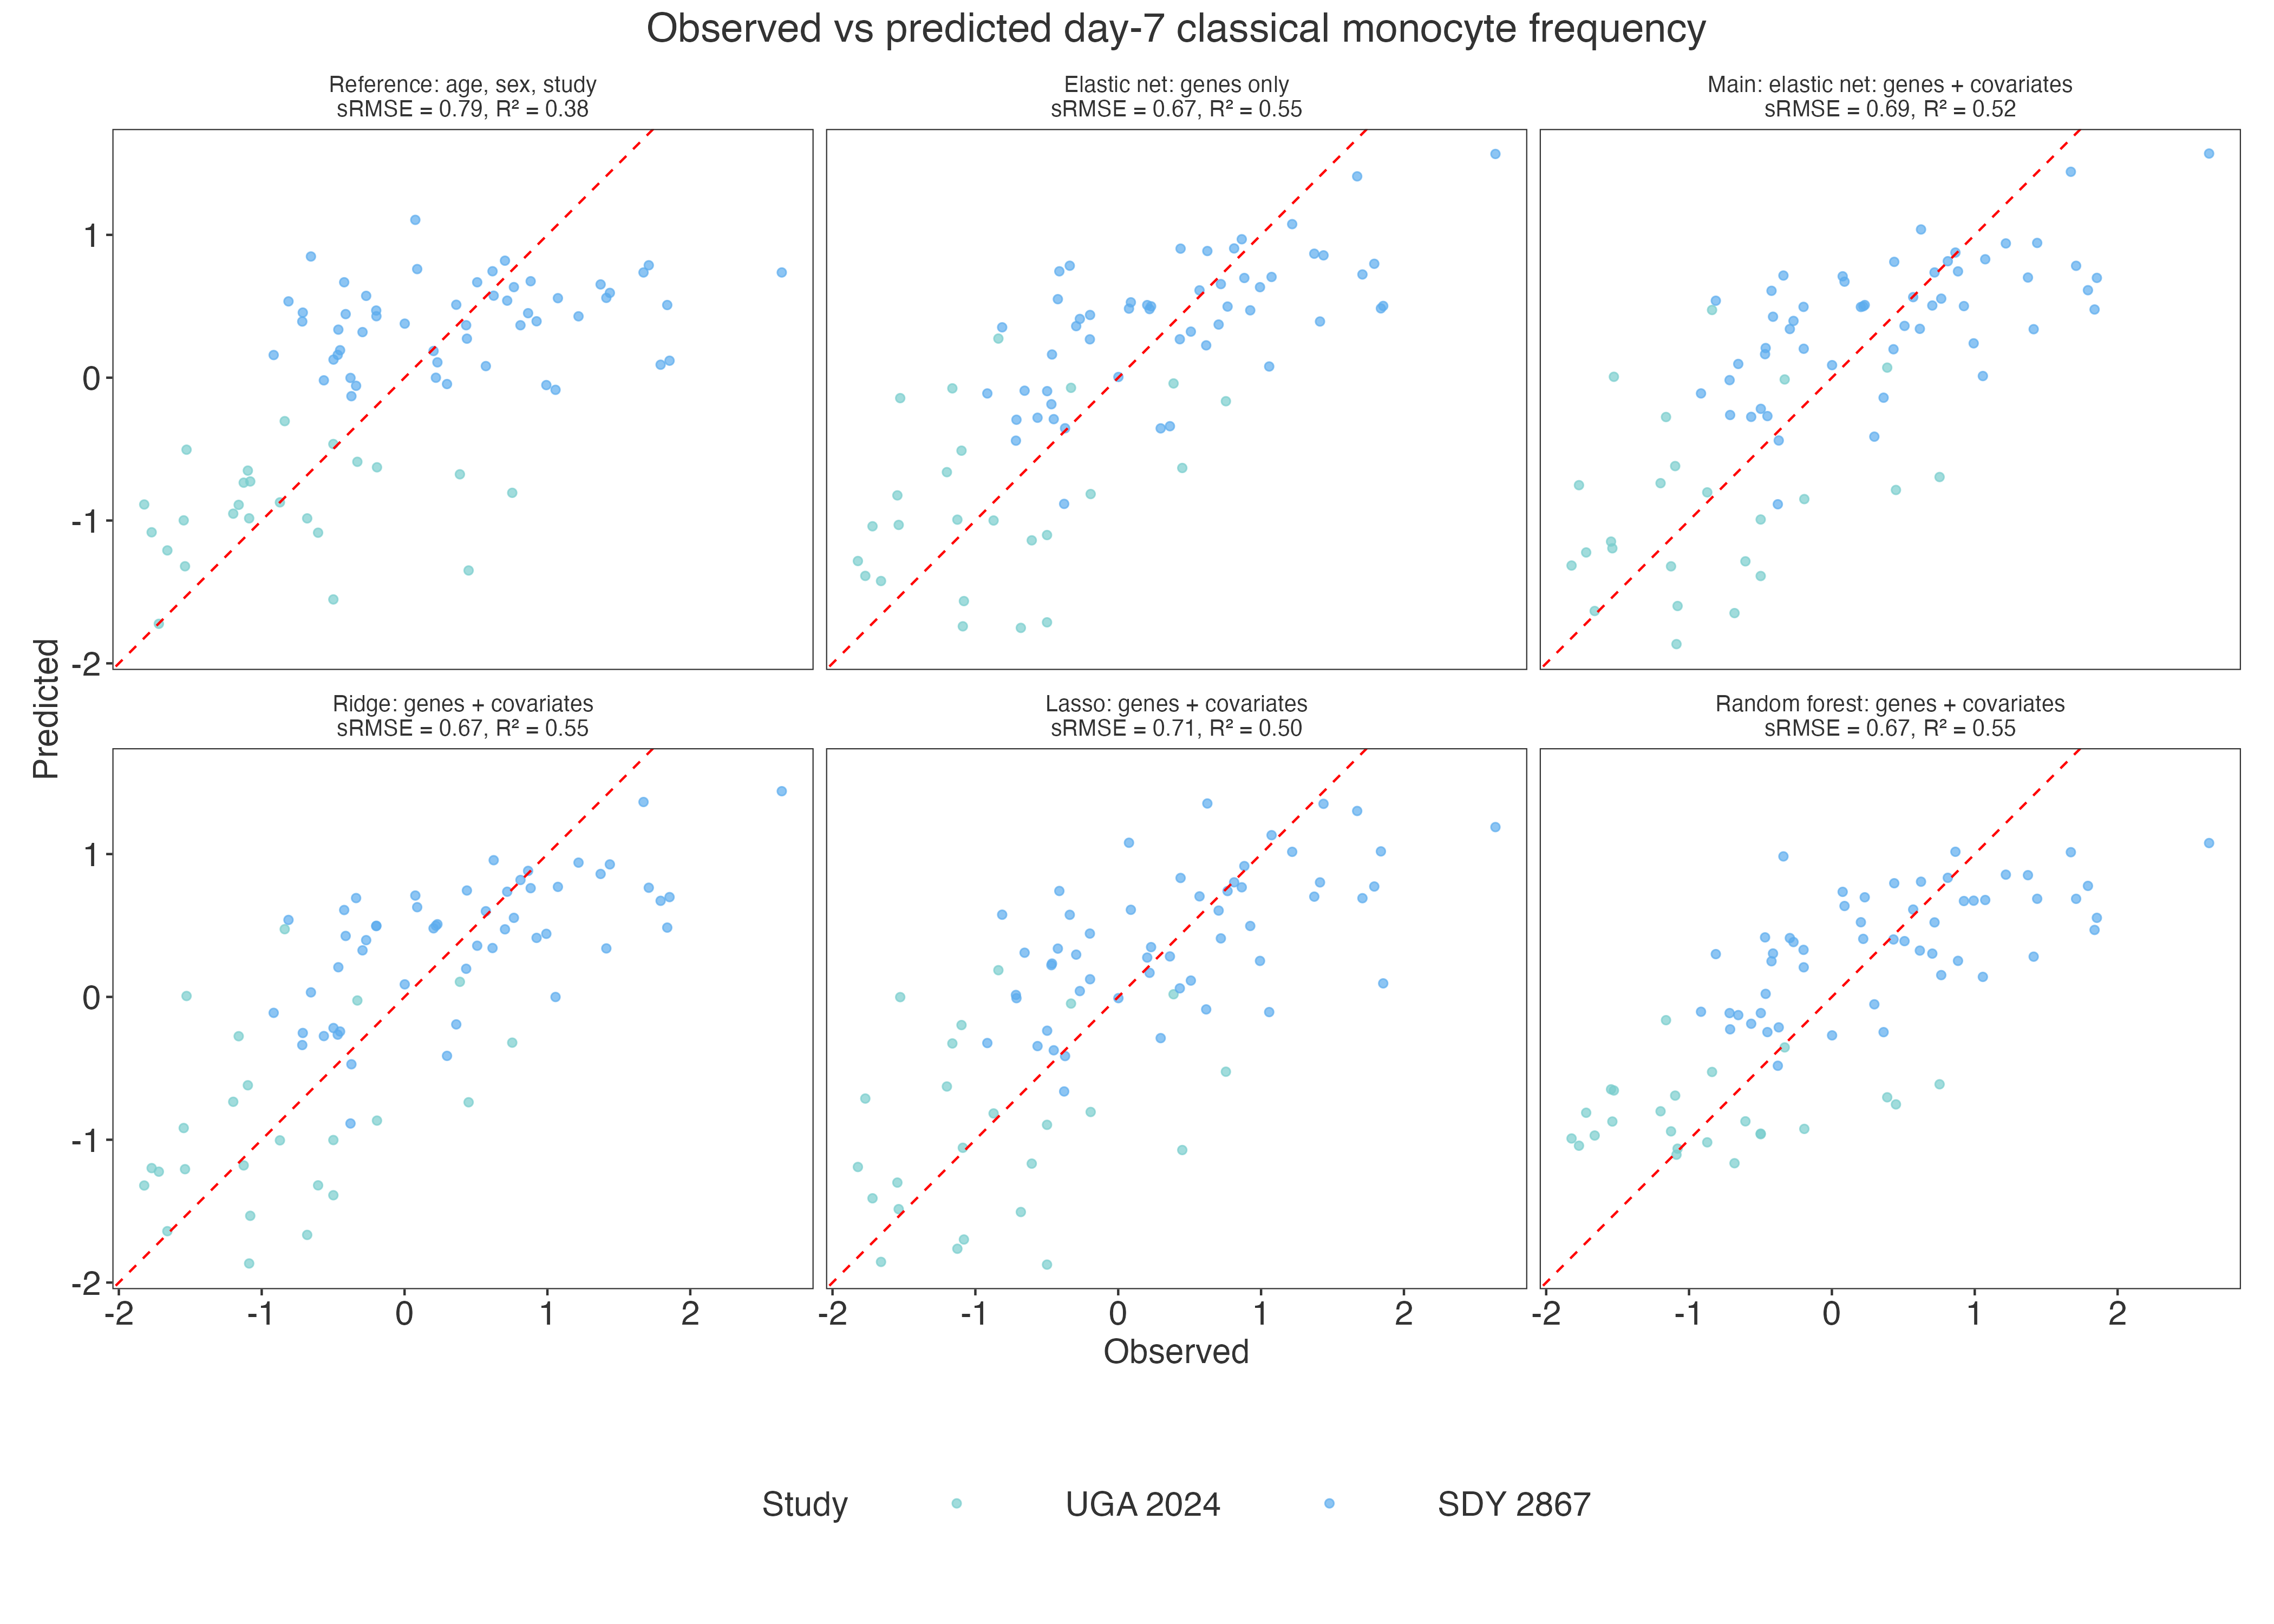 Observed vs predicted day-7 classical monocyte frequency
Reference: age, sex, study
sRMSE = 0.79, R² = 0.38
Elastic net: genes only
sRMSE = 0.67, R² = 0.55
Main: elastic net: genes + covariates
sRMSE = 0.69, R² = 0.52
1
0
-1
-2
Predicted
Ridge: genes + covariates
sRMSE = 0.67, R² = 0.55
Lasso: genes + covariates
sRMSE = 0.71, R² = 0.50
Random forest: genes + covariates
sRMSE = 0.67, R² = 0.55
1
0
-1
-2
-2 -1 0 1 2
-2 -1 0 1 2
-2 -1 0 1 2
Observed
Study UGA 2024 SDY 2867